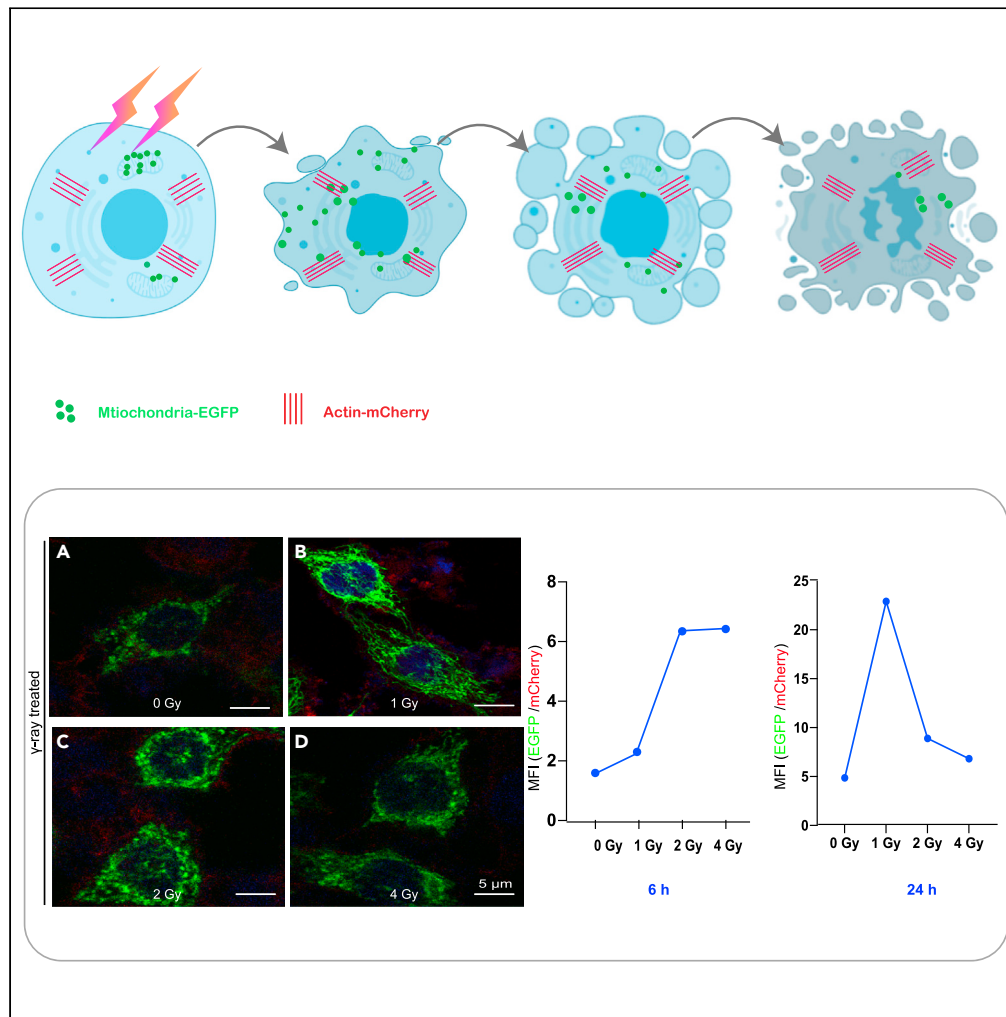 Mtiochondria-EGFP
Actin-mCherry
γ-ray treated
A
0 Gy
B
1 Gy
C
2 Gy
D
4 Gy
5 µm
MFI (EGFP /mCherry)
8
6
4
2
0
0 Gy 1 Gy 2 Gy 4 Gy
6 h
MFI (EGFP /mCherry)
25
20
15
10
5
0
0 Gy 1 Gy 2 Gy 4 Gy
24 h